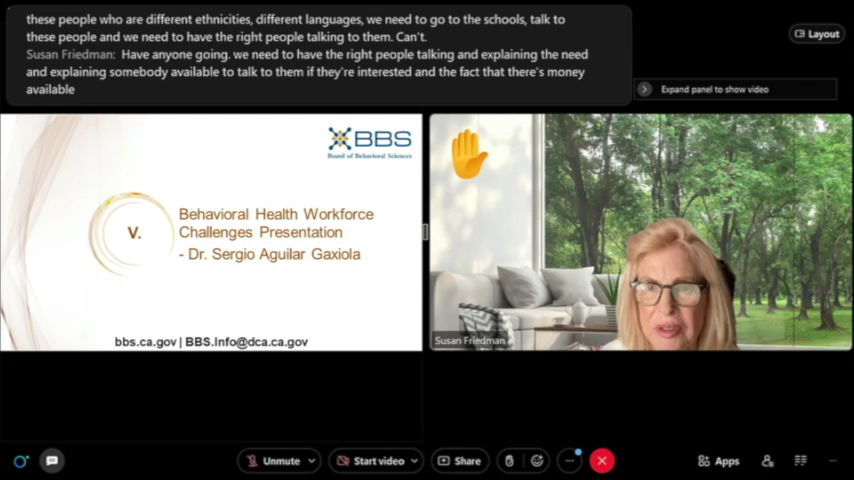 these people who are different ethnicities, different languages, we need to go to the schools, talk to
these people and we need to have the right people talking to them. Can't.
Susan Friedman: Have anyone going. we need to have the right people talking and explaining the need
and explaining somebody available to talk to them if they're interested and the fact that there's money
available
Layout
Expand panel to show video
BBS
Board of Behavioral Sciences
V.
Behavioral Health Workforce
Challenges Presentation
- Dr. Sergio Aguilar Gaxiola
bbs.ca.gov | BBS.Info@dca.ca.gov
Susan Friedman
Unmute
Start video
Share
Apps